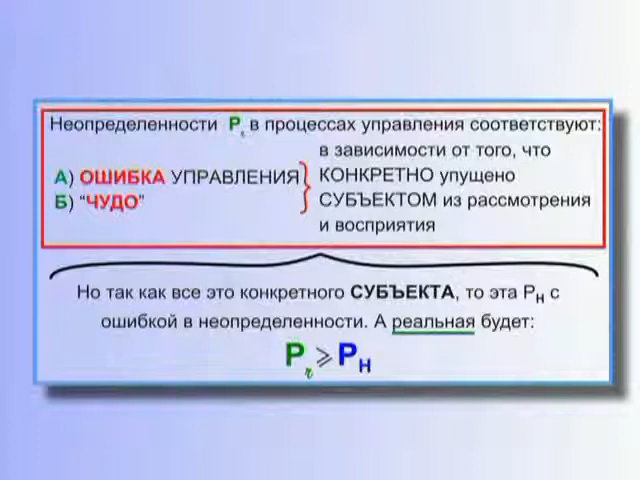 Неопределенности Pr в процессах управления соответствуют:
в зависимости от того, что
А) ОШИБКА УПРАВЛЕНИЯ } КОНКРЕТНО упущено
Б) “ЧУДО” СУБЪЕКТОМ из рассмотрения
и восприятия
Но так как все это конкретного СУБЪЕКТА, то эта PН с
ошибкой в неопределенности. А реальная будет:
Pr ⩾ PН